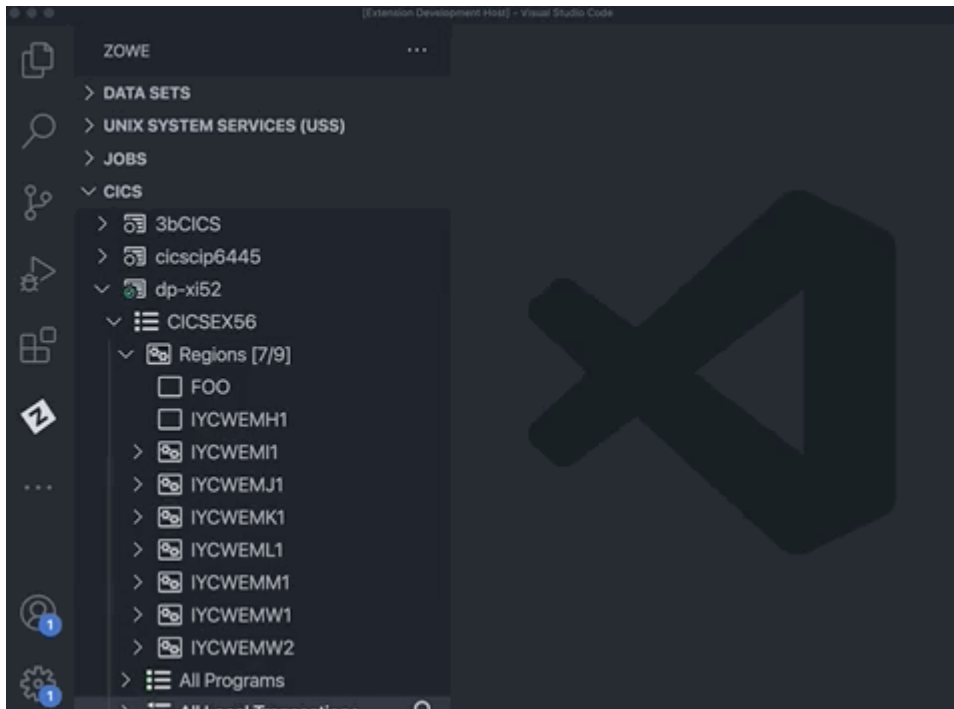 [Extension Development Host] – Visual Studio Code
ZOWE
DATA SETS
UNIX SYSTEM SERVICES (USS)
JOBS
CICS
3bCICS
cicscip6445
dp-xi52
CICSEX56
Regions [7/9]
FOO
IYCWEMH1
IYCWEMI1
IYCWEMJ1
IYCWEMK1
IYCWEML1
IYCWEMM1
IYCWEMW1
IYCWEMW2
1
All Programs
1